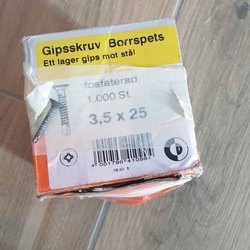 Gipsskruv Borrspets
Ett lager gips mot stål
fosfaterad
1.000 St.
3,5 x 25